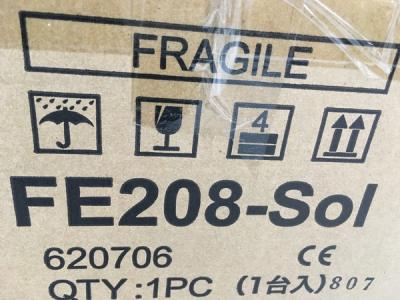 FRAGILE
4
FE208-Sol
620706 CE
QTY :1PC (1台入) 807